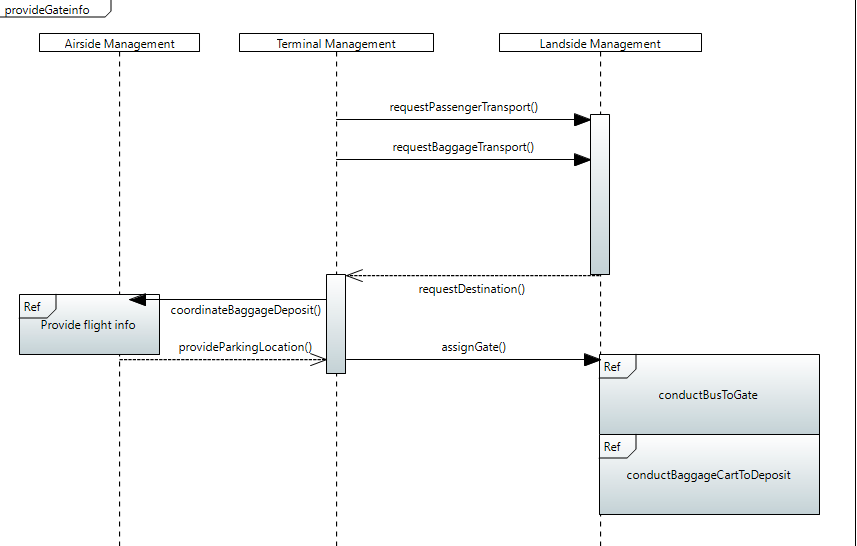 provideGateinfo
Airside Management
Terminal Management
Landside Management
requestPassengerTransport()
requestBaggageTransport()
requestDestination()
Ref
Provide flight info
coordinateBaggageDeposit()
provideParkingLocation()
assignGate()
Ref
conductBusToGate
Ref
conductBaggageCartToDeposit